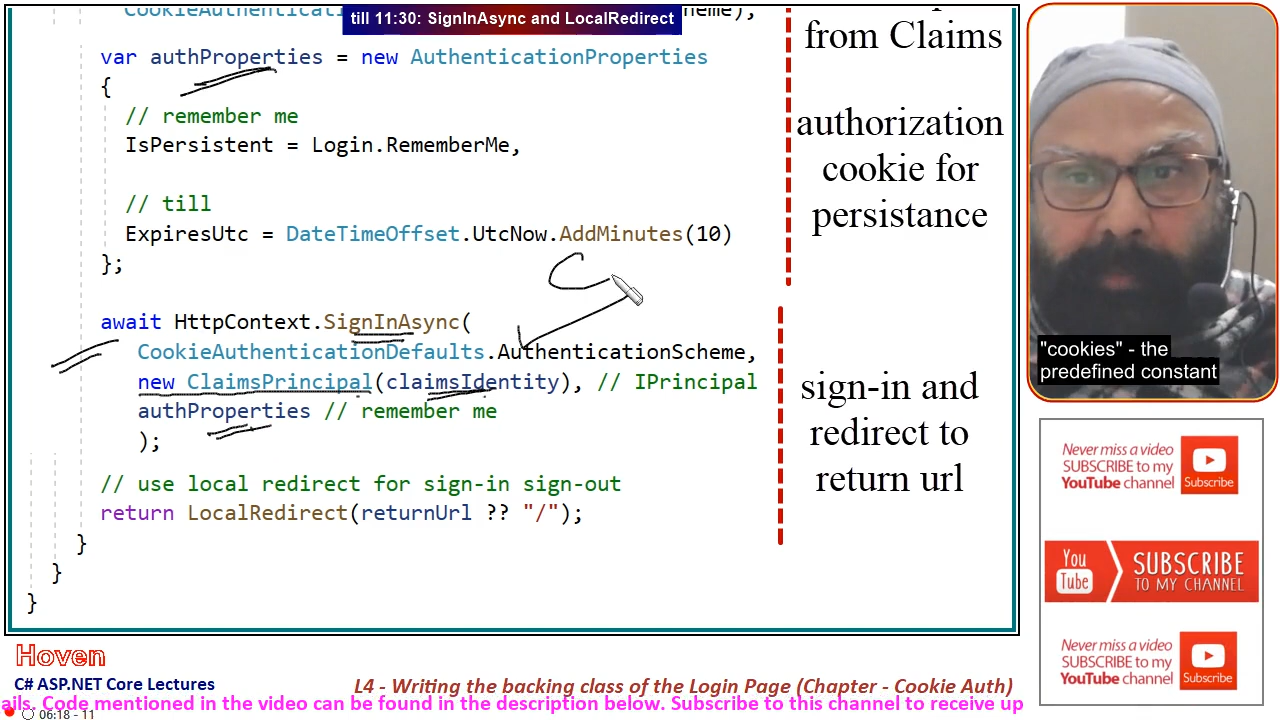 till 11:30: SignInAsync and LocalRedirect
var authProperties = new AuthenticationProperties
{
// remember me
IsPersistent = Login.RememberMe,
// till
ExpiresUtc = DateTimeOffset.UtcNow.AddMinutes(10)
};
await HttpContext.SignInAsync(
CookieAuthenticationDefaults.AuthenticationScheme,
new ClaimsPrincipal(claimsIdentity), // IPrincipal
authProperties // remember me
);
// use local redirect for sign-in sign-out
return LocalRedirect(returnUrl ?? "/");
}
}
}
from Claims
authorization
cookie for
persistance
sign-in and
redirect to
return url
"cookies" - the
predefined constant
Never miss a video
SUBSCRIBE to my
YouTube channel
Subscribe
You
Tube
SUBSCRIBE
TO MY CHANNEL
Never miss a video
SUBSCRIBE to my
YouTube channel
Subscribe
Hoven
C# ASP.NET Core Lectures
L4 - Writing the backing class of the Login Page (Chapter - Cookie Auth)
ails. Code mentioned in the video can be found in the description below. Subscribe to this channel to receive up
06:18 - 11